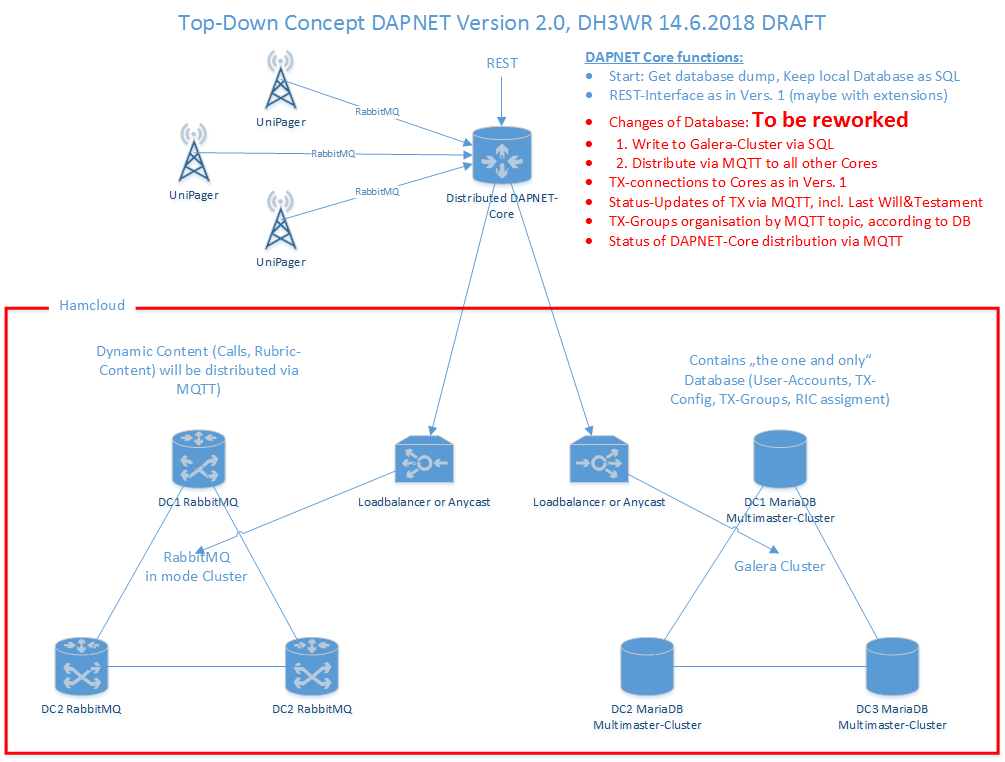 Top-Down Concept DAPNET Version 2.0, DH3WR 14.6.2018 DRAFT
UniPager
RabbitMQ
UniPager
RabbitMQ
UniPager
RabbitMQ
REST
Distributed DAPNET-
Core
DAPNET Core functions:
• Start: Get database dump, Keep local Database as SQL
• REST-Interface as in Vers. 1 (maybe with extensions)
• Changes of Database: To be reworked
• 1. Write to Galera-Cluster via SQL
• 2. Distribute via MQTT to all other Cores
• TX-connections to Cores as in Vers. 1
• Status-Updates of TX via MQTT, incl. Last Will&Testament
• TX-Groups organisation by MQTT topic, according to DB
• Status of DAPNET-Core distribution via MQTT
Hamcloud
Dynamic Content (Calls, Rubric-
Content) will be distributed via
MQTT)
Contains „the one and only“
Database (User-Accounts, TX-
Config, TX-Groups, RIC assigment)
DC1 RabbitMQ
Loadbalancer or Anycast
Loadbalancer or Anycast
DC1 MariaDB
Multimaster-Cluster
RabbitMQ
in mode Cluster
Galera Cluster
DC2 RabbitMQ
DC2 RabbitMQ
DC2 MariaDB
Multimaster-Cluster
DC3 MariaDB
Multimaster-Cluster